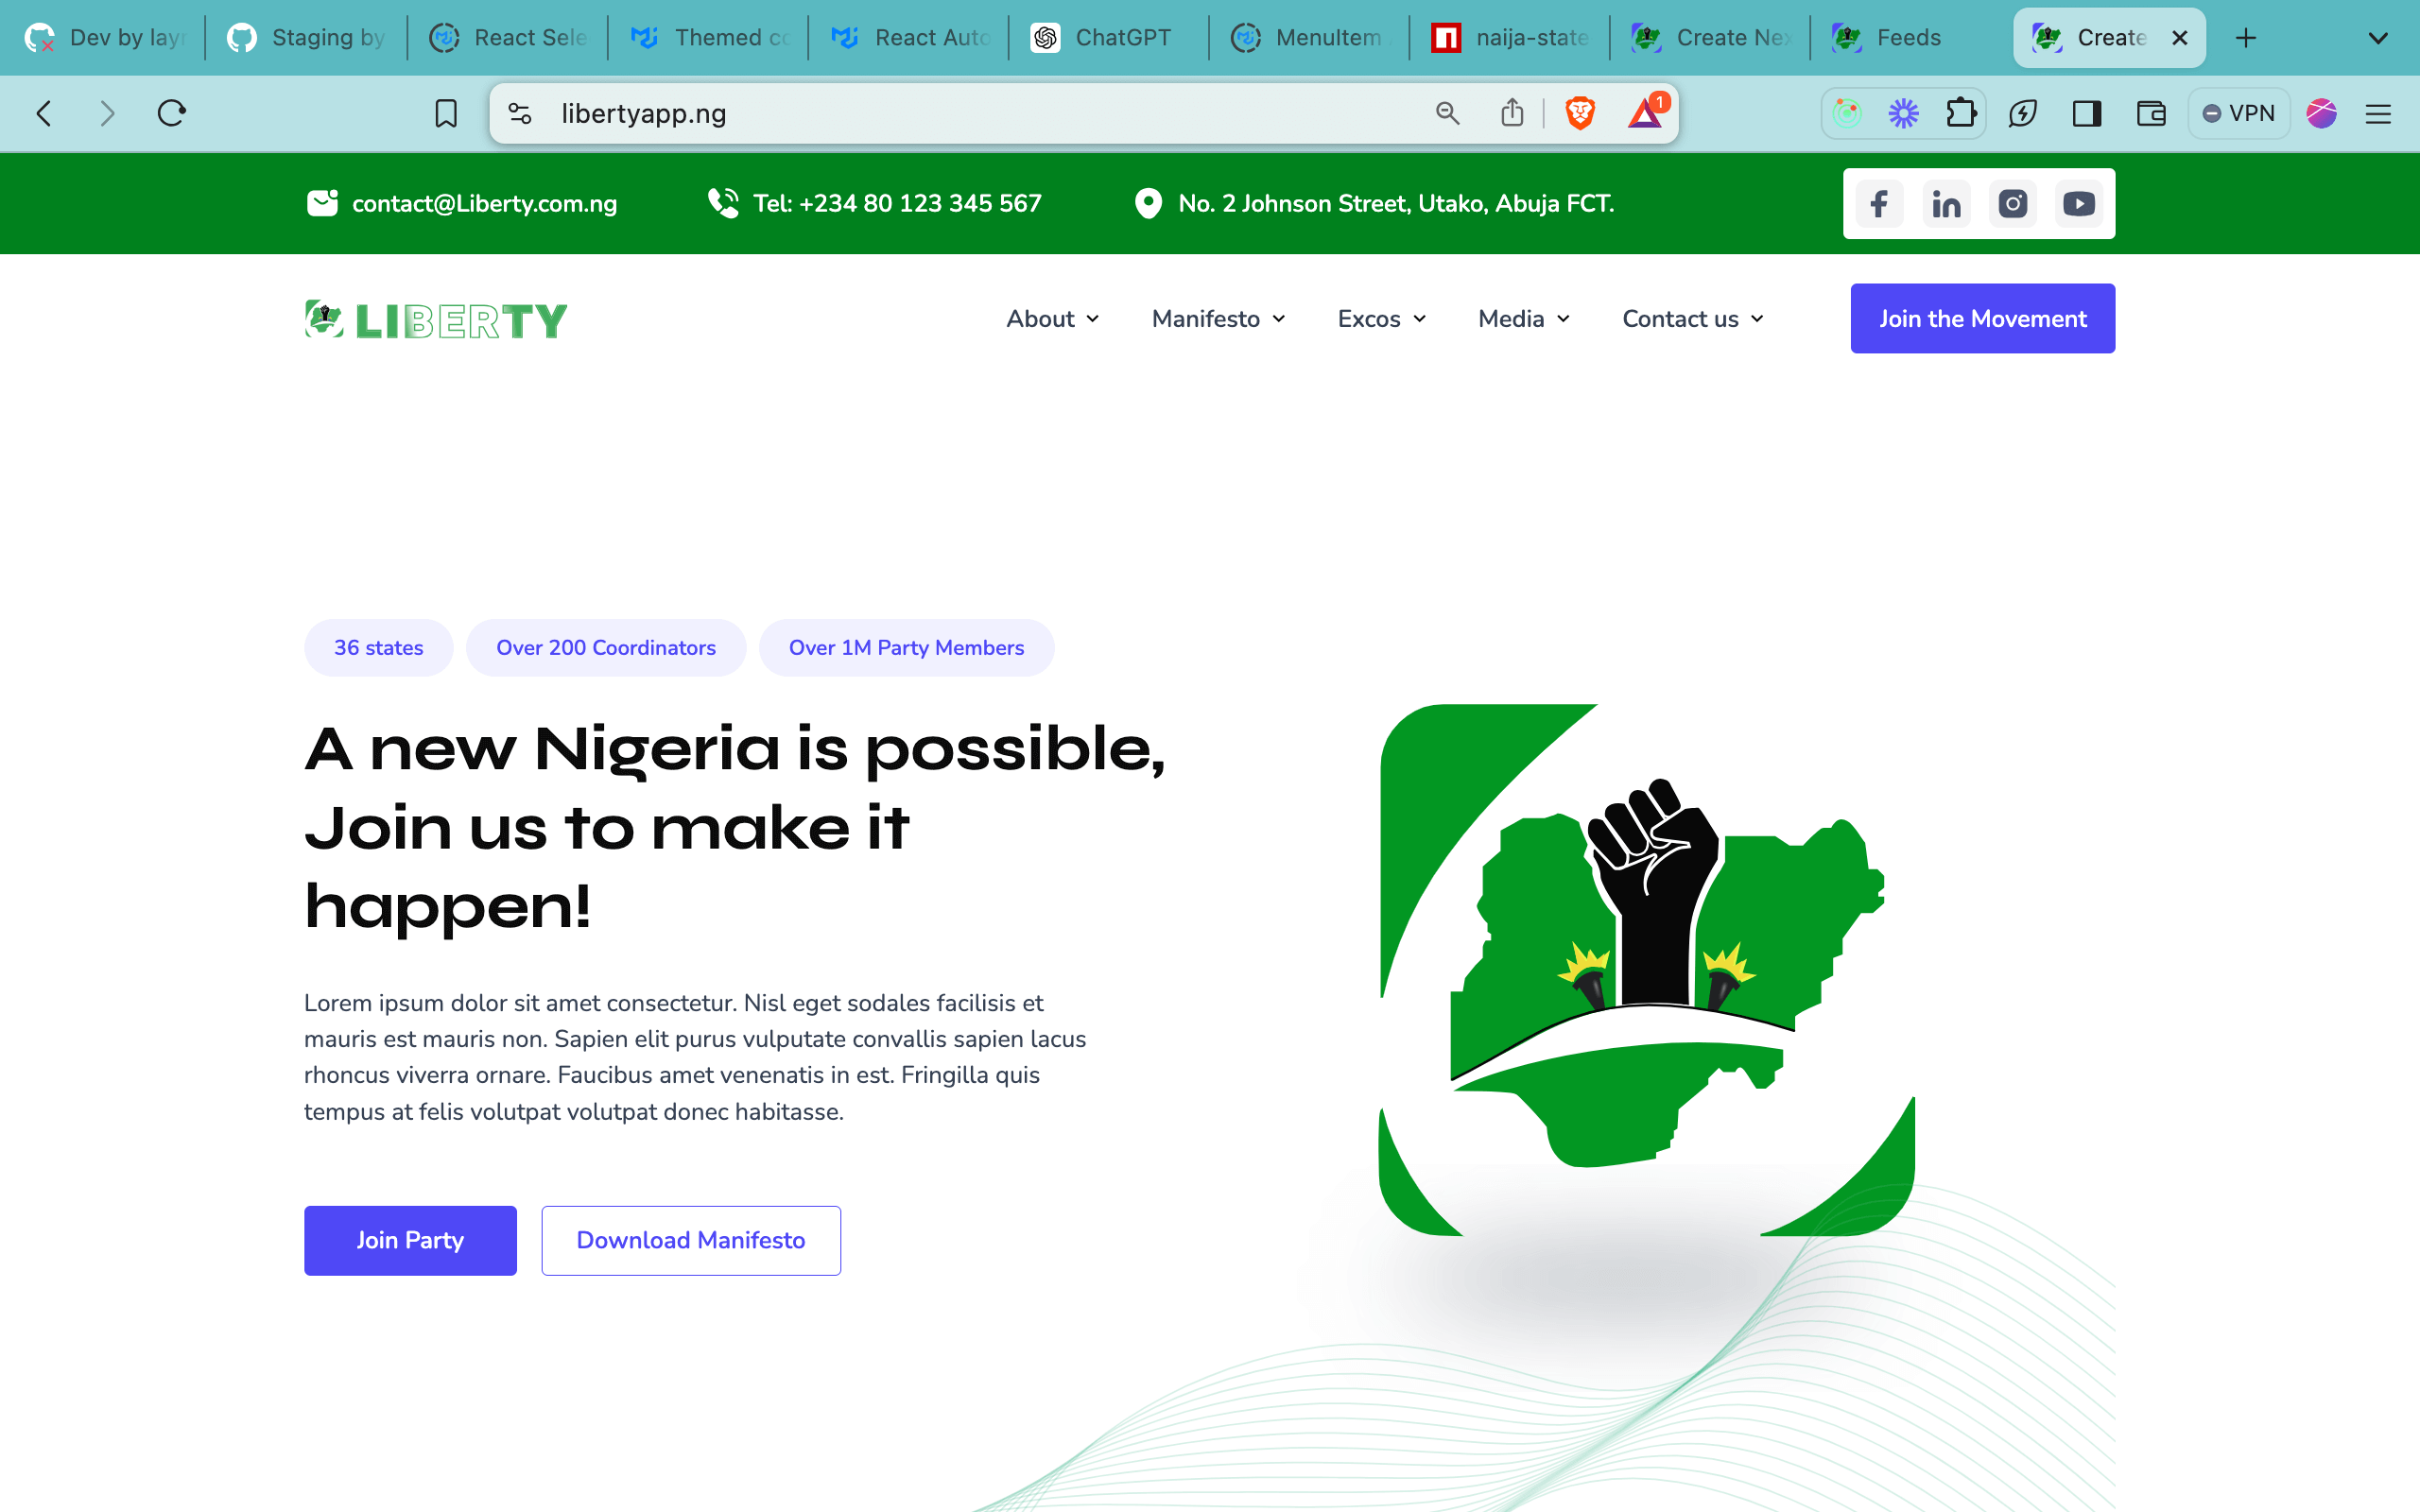 Dev by layr
Staging by
React Sele
Themed co
React Auto
ChatGPT
MenuItem
naija-state
Create Nex
Feeds
Create
libertyapp.ng
1
VPN
contact@Liberty.com.ng
Tel: +234 80 123 345 567
No. 2 Johnson Street, Utako, Abuja FCT.
LIBERTY
About
Manifesto
Excos
Media
Contact us
Join the Movement
36 states
Over 200 Coordinators
Over 1M Party Members
A new Nigeria is possible,
Join us to make it
happen!
Lorem ipsum dolor sit amet consectetur. Nisl eget sodales facilisis et
mauris est mauris non. Sapien elit purus vulputate convallis sapien lacus
rhoncus viverra ornare. Faucibus amet venenatis in est. Fringilla quis
tempus at felis volutpat volutpat donec habitasse.
Join Party
Download Manifesto